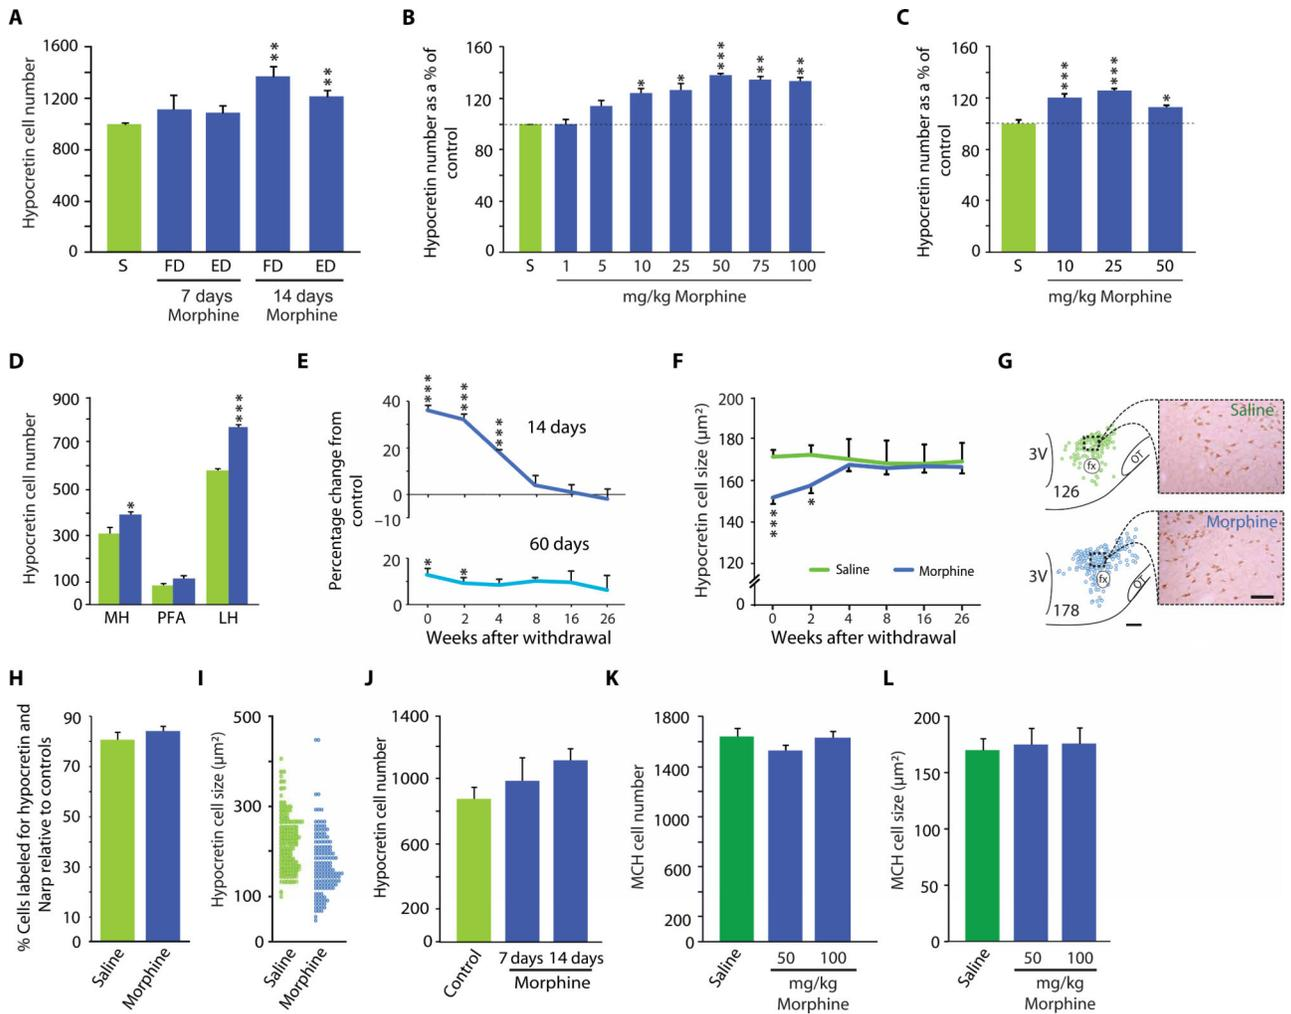 A
Hypocretin cell number
1600
1200
800
400
0
**
**
S FD ED FD ED
7 days
Morphine
14 days
Morphine
B
Hypocretin number as a % of
control
160
120
80
40
0
*
*
***
**
**
S 1 5 10 25 50 75 100
mg/kg Morphine
C
Hypocretin number as a % of
control
160
120
80
40
0
***
***
*
S 10 25 50
mg/kg Morphine
D
Hypocretin cell number
900
700
500
300
100
0
*
***
MH PFA LH
E
Percentage change from
control
40
20
0
−10
***
***
***
14 days
20
0
*
*
60 days
0 2 4 8 16 26
Weeks after withdrawal
F
Hypocretin cell size (µm²)
200
180
160
140
120
0
***
*
Saline
Morphine
0 2 4 8 16 26
Weeks after withdrawal
G
3V
fx
OT
126
Saline
3V
fx
OT
178
Morphine
H
% Cells labeled for hypocretin and
Narp relative to controls
90
70
50
30
10
0
Saline
Morphine
I
Hypocretin cell size (µm²)
500
300
100
0
Saline
Morphine
J
Hypocretin cell number
1400
1000
600
200
0
Control
7 days 14 days
Morphine
K
MCH cell number
1800
1400
1000
600
200
0
Saline
50 100
mg/kg
Morphine
L
MCH cell size (µm²)
200
150
100
50
0
Saline
50 100
mg/kg
Morphine